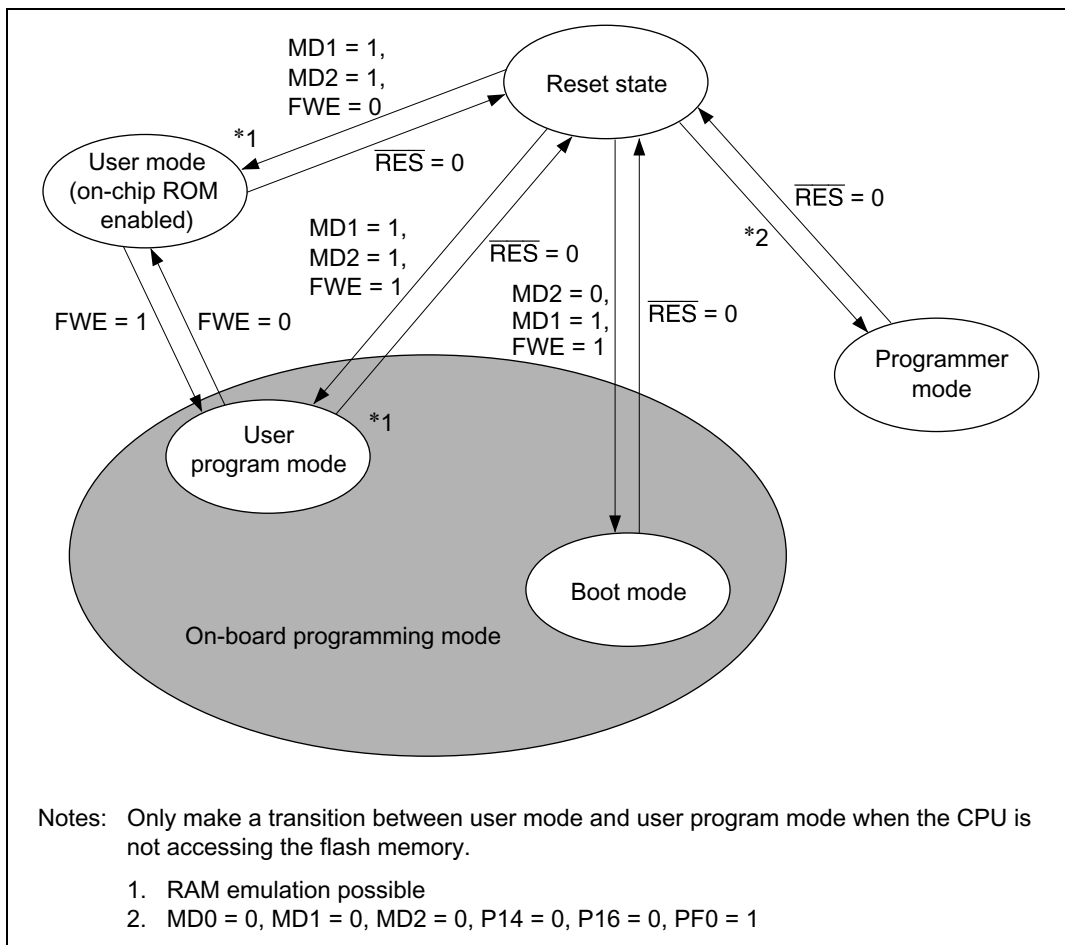 MD1 = 1,
MD2 = 1,
FWE = 0
Reset state
*1
R̅E̅S̅ = 0
User mode
(on-chip ROM
enabled)
R̅E̅S̅ = 0
*2
MD1 = 1,
MD2 = 1,
FWE = 1
R̅E̅S̅ = 0
MD2 = 0,
MD1 = 1,
FWE = 1
R̅E̅S̅ = 0
FWE = 1
FWE = 0
Programmer
mode
*1
User
program mode
Boot mode
On-board programming mode
Notes: Only make a transition between user mode and user program mode when the CPU is
not accessing the flash memory.
1. RAM emulation possible
2. MD0 = 0, MD1 = 0, MD2 = 0, P14 = 0, P16 = 0, PF0 = 1